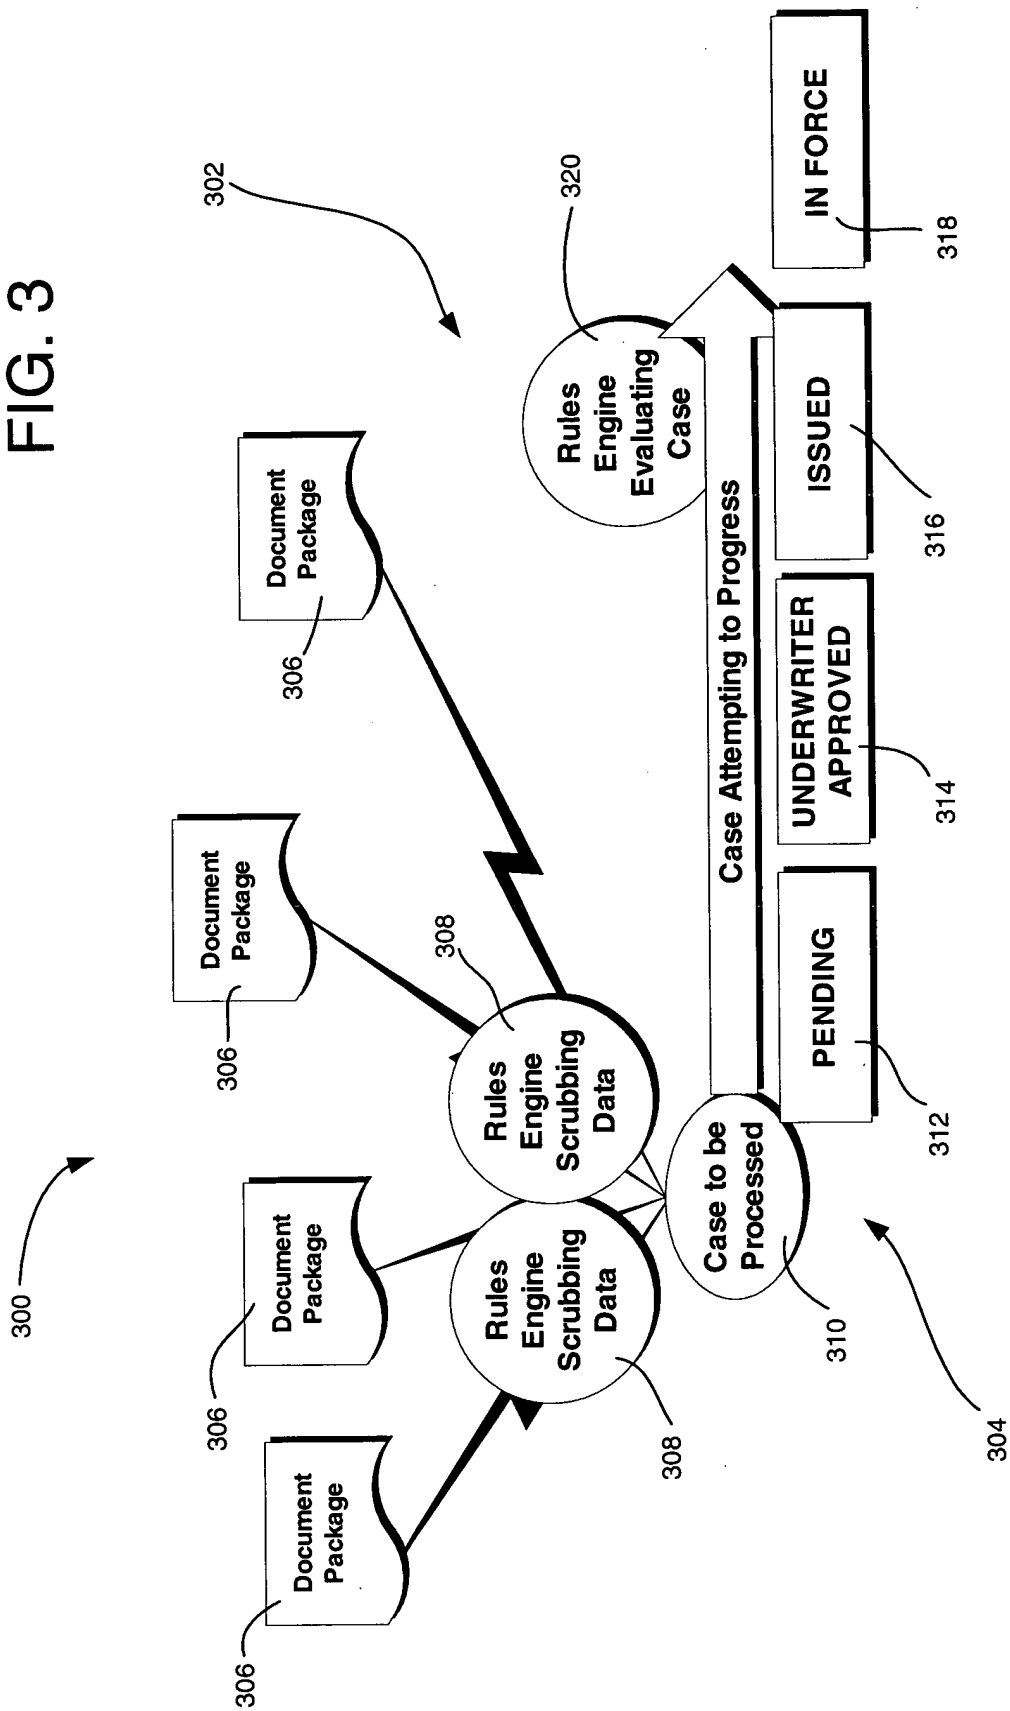 FIG. 3
300
302
Document
Package
306
Document
Package
306
Document
Package
306
Document
Package
306
Rules
Engine
Scrubbing
Data
308
Rules
Engine
Scrubbing
Data
308
Rules
Engine
Evaluating
Case
320
Case to be
Processed
310
Case Attempting to Progress
PENDING
312
UNDERWRITER
APPROVED
314
ISSUED
316
IN FORCE
318
304